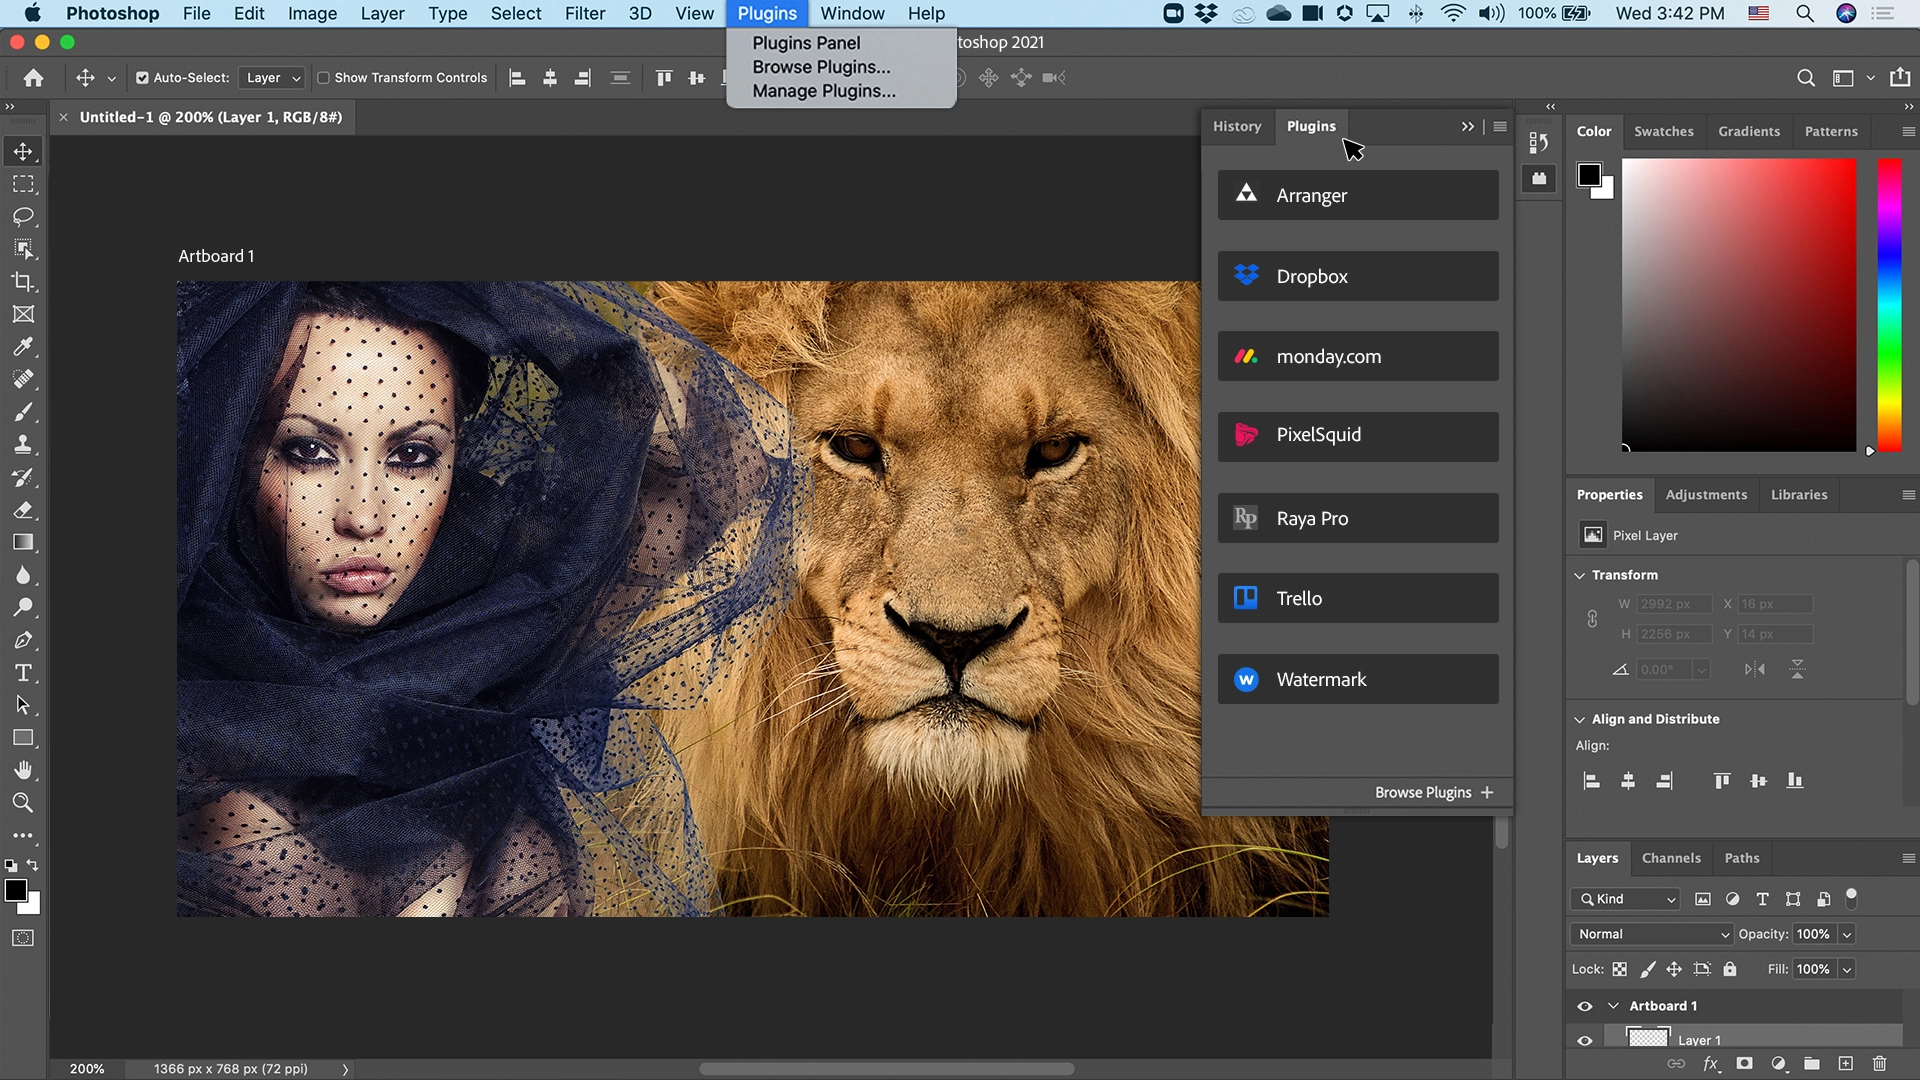 Photoshop File Edit Image Layer Type Select Filter 3D View Plugins Window Help 100% Wed 3:42 PM
Plugins Panel
Browse Plugins...
Manage Plugins...
toshop 2021
Auto-Select: Layer Show Transform Controls
Untitled-1 @ 200% (Layer 1, RGB/8#)
Artboard 1
History Plugins
Arranger
Dropbox
monday.com
PixelSquid
Rp Raya Pro
Trello
w Watermark
Browse Plugins +
Color Swatches Gradients Patterns
Properties Adjustments Libraries
Pixel Layer
Transform
W 2992 px X 16 px
H 2256 px Y 14 px
0.00°
Align and Distribute
Align:
Layers Channels Paths
Kind
Normal Opacity: 100%
Lock: Fill: 100%
Artboard 1
Layer 1
fx
200% 1366 px x 768 px (72 ppi)